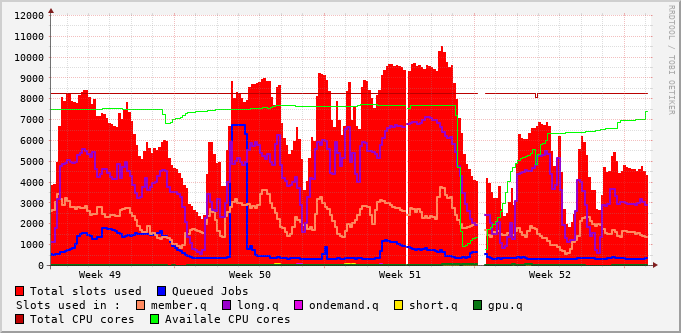 12000
11000
10000
9000
8000
7000
6000
5000
4000
3000
2000
1000
0
Week 49 Week 50 Week 51 Week 52
Total slots used Queued Jobs
Slots used in : member.q long.q ondemand.q short.q gpu.q
Total CPU cores Availale CPU cores
RRDTOOL / TOBI OETIKER